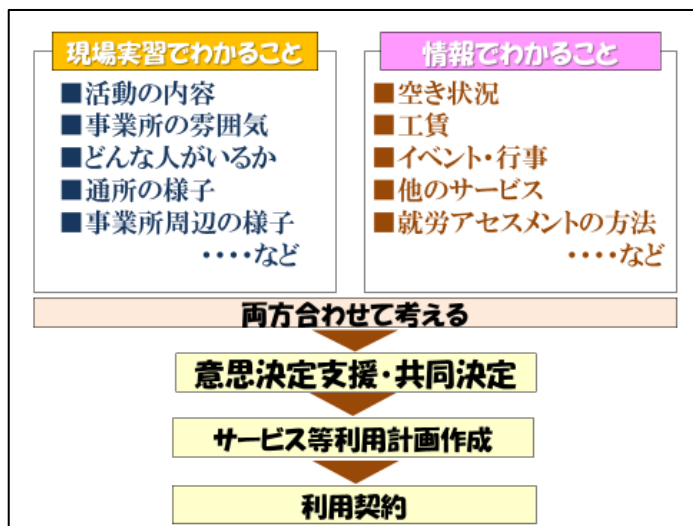 現場実習でわかること
■活動の内容
■事業所の雰囲気
■どんな人がいるか
■通所の様子
■事業所周辺の様子
・・・・など
情報でわかること
■空き状況
■工賃
■イベント・行事
■他のサービス
■就労アセスメントの方法
・・・・など
両方合わせて考える
意思決定支援・共同決定
サービス等利用計画作成
利用契約